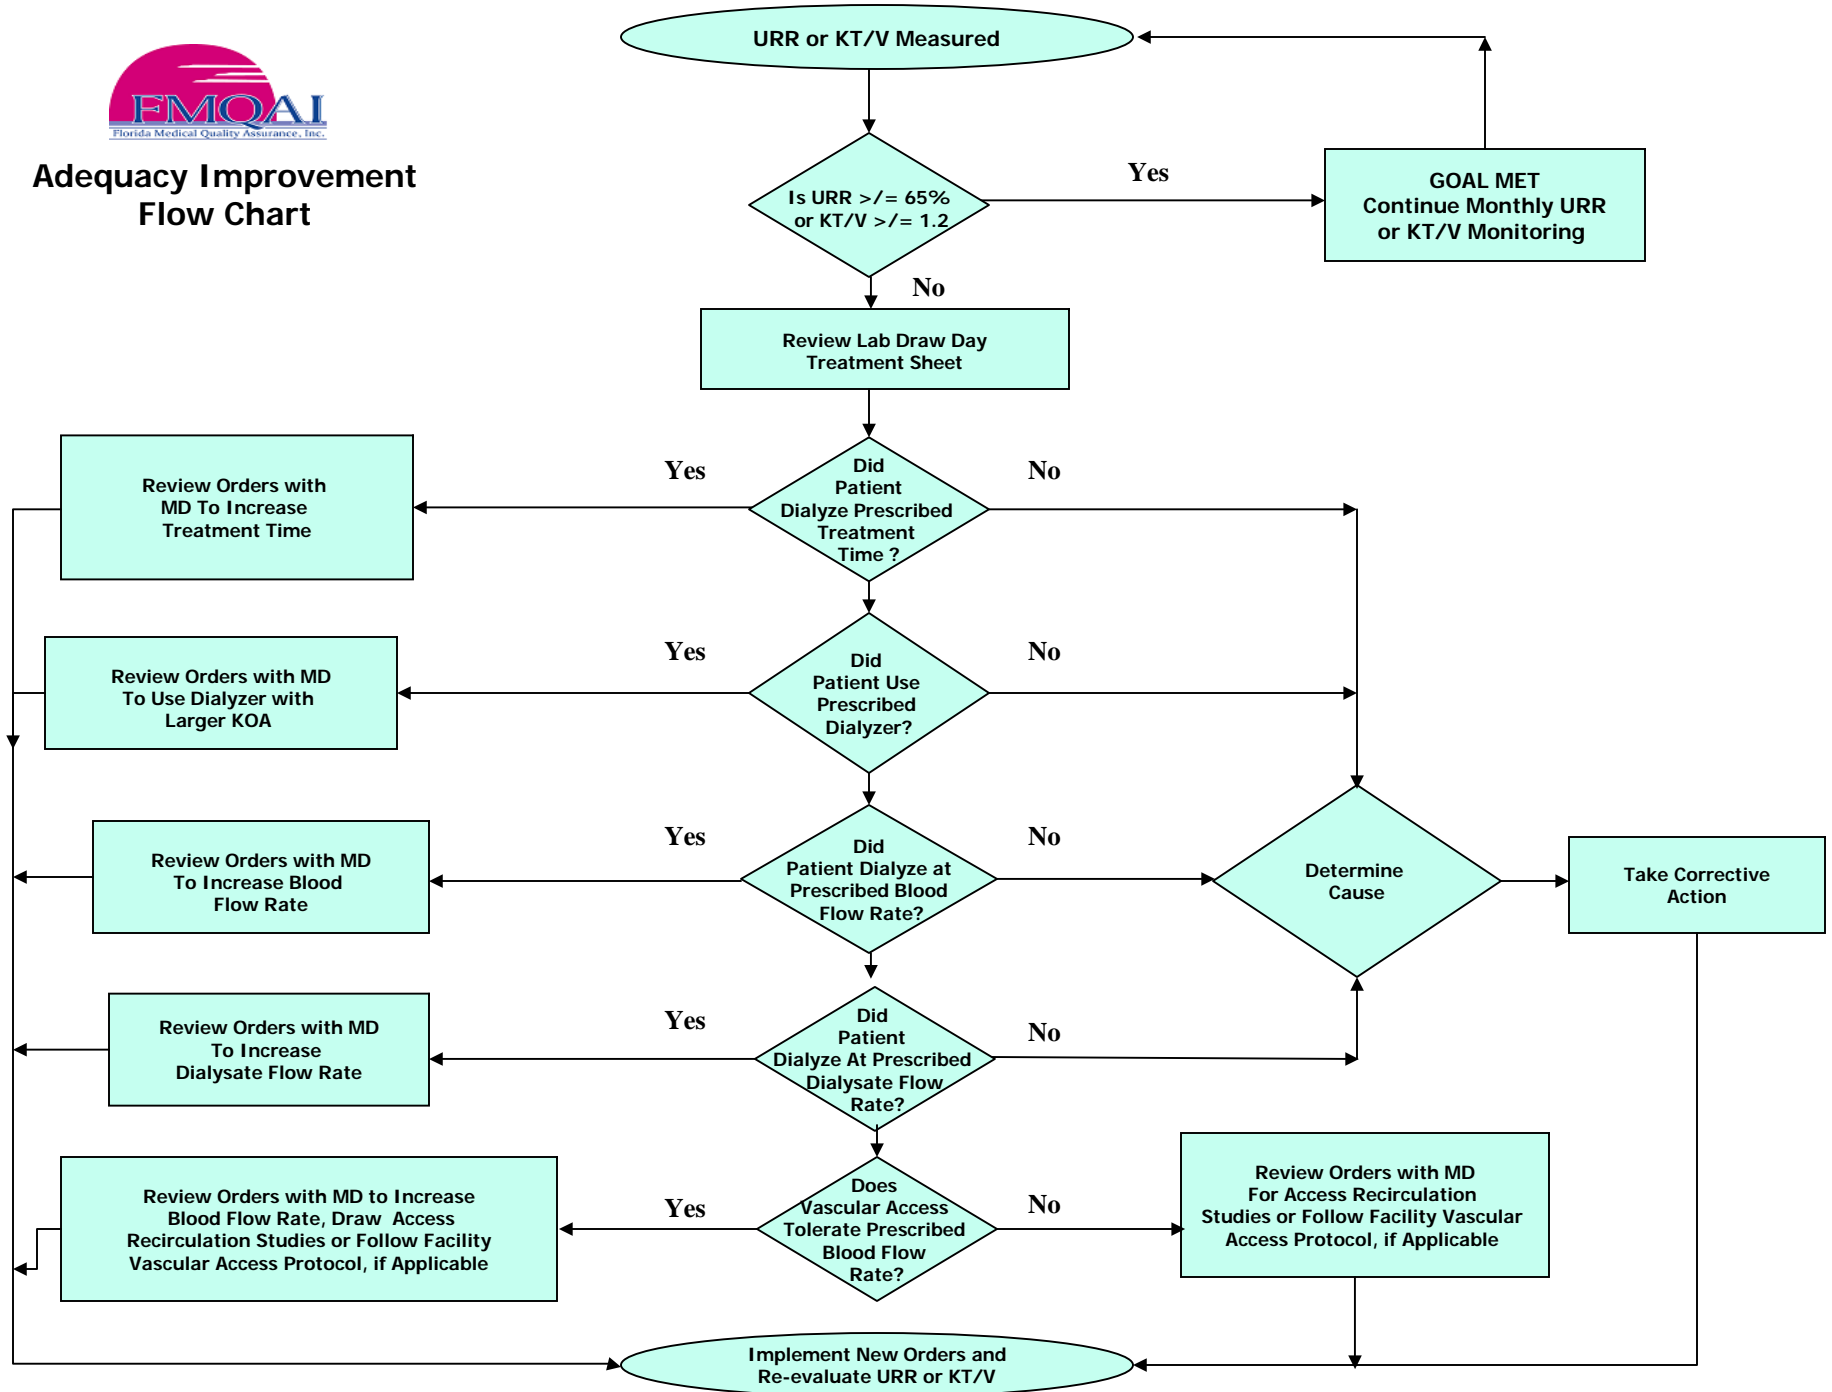 URR or KT/V Measured
FMQAI
Florida Medical Quality Assurance, Inc.
Adequacy Improvement
Flow Chart
Is URR >/= 65%
or KT/V >/= 1.2
Yes
GOAL MET
Continue Monthly URR
or KT/V Monitoring
No
Review Lab Draw Day
Treatment Sheet
Review Orders with
MD To Increase
Treatment Time
Yes
Did
Patient
Dialyze Prescribed
Treatment
Time ?
No
Review Orders with MD
To Use Dialyzer with
Larger KOA
Yes
Did
Patient Use
Prescribed
Dialyzer?
No
Review Orders with MD
To Increase Blood
Flow Rate
Yes
Did
Patient Dialyze at
Prescribed Blood
Flow Rate?
No
Determine
Cause
Take Corrective
Action
Review Orders with MD
To Increase
Dialysate Flow Rate
Yes
Did
Patient
Dialyze At Prescribed
Dialysate Flow
Rate?
No
Review Orders with MD to Increase
Blood Flow Rate, Draw Access
Recirculation Studies or Follow Facility
Vascular Access Protocol, if Applicable
Yes
Does
Vascular Access
Tolerate Prescribed
Blood Flow
Rate?
No
Review Orders with MD
For Access Recirculation
Studies or Follow Facility Vascular
Access Protocol, if Applicable
Implement New Orders and
Re-evaluate URR or KT/V